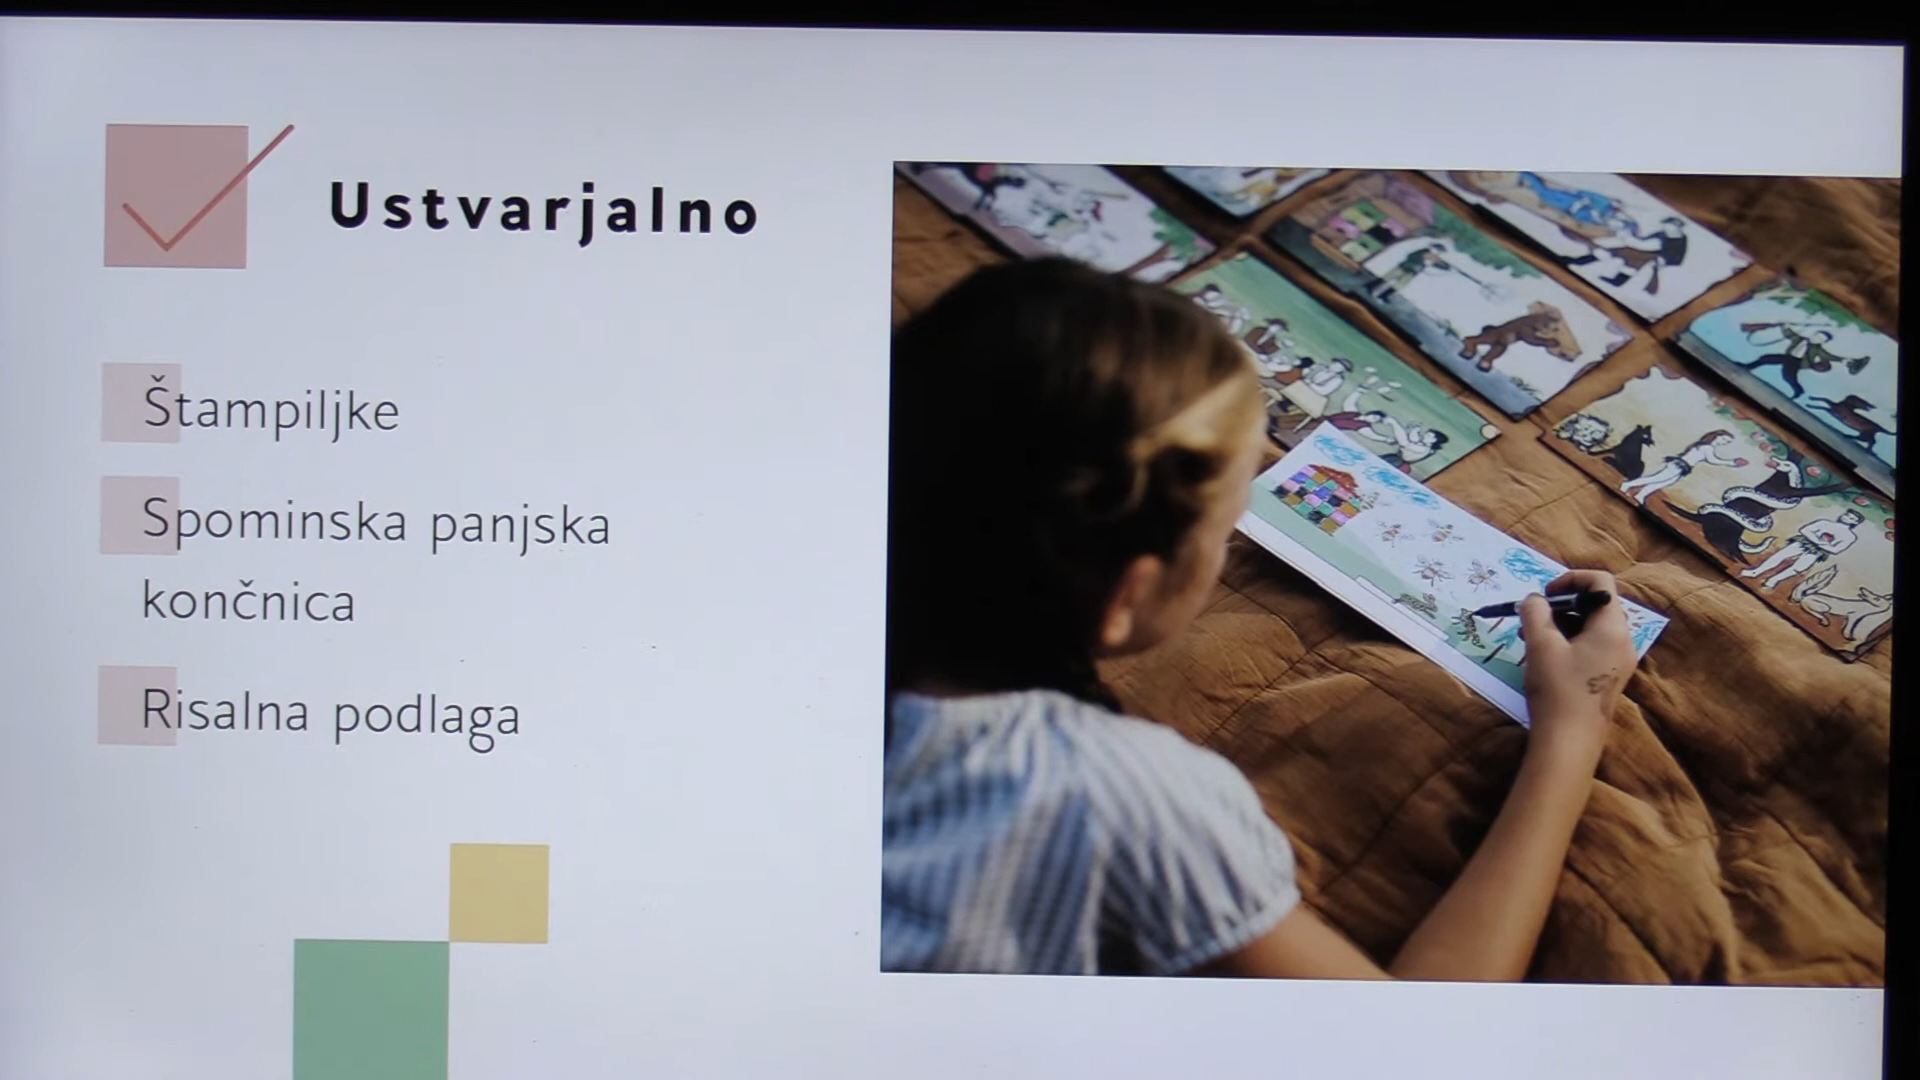 Ustvarjalno
Štampiljke
Spominska panjska
končnica
Risalna podlaga